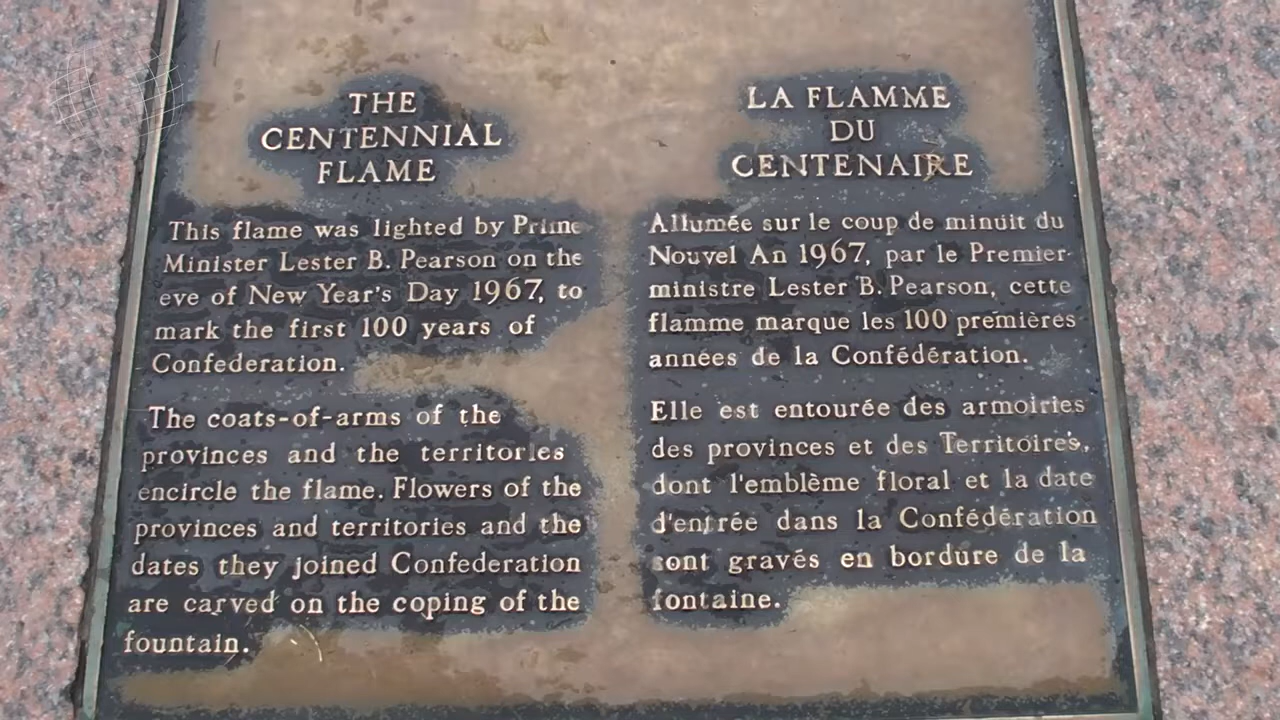 THE
CENTENNIAL
FLAME
This flame was lighted by Prime
Minister Lester B. Pearson on the
eve of New Year's Day 1967, to
mark the first 100 years of
Confederation.
The coats-of-arms of the
provinces and the territories
encircle the flame. Flowers of the
provinces and territories and the
dates they joined Confederation
are carved on the coping of the
fountain.
LA FLAMME
DU
CENTENAIRE
Allumée sur le coup de minuit du
Nouvel An 1967, par le Premier-
ministre Lester B. Pearson, cette
flamme marque les 100 premières
années de la Confédération.
Elle est entourée des armoiries
des provinces et des Territoires,
dont l'emblème floral et la date
d'entrée dans la Confédération
sont gravés en bordure de la
fontaine.